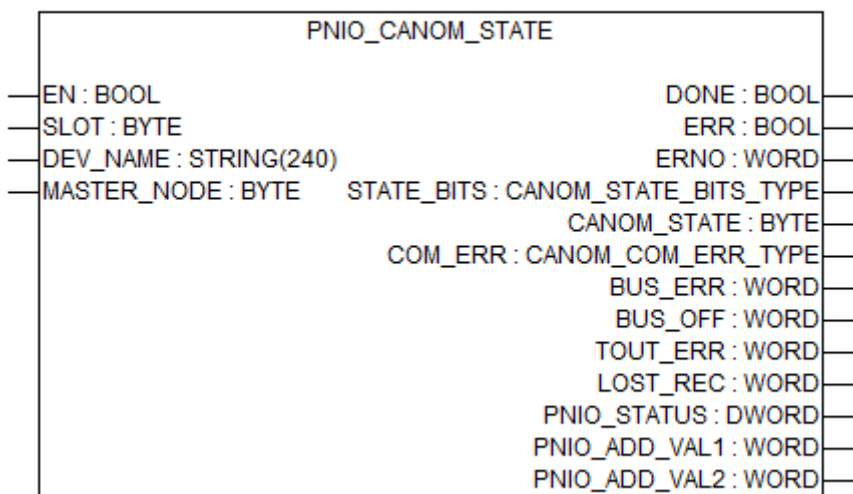 PNIO_CANOM_STATE
EN : BOOL DONE : BOOL
SLOT : BYTE ERR : BOOL
DEV_NAME : STRING(240) ERNO : WORD
MASTER_NODE : BYTE STATE_BITS : CANOM_STATE_BITS_TYPE
CANOM_STATE : BYTE
COM_ERR : CANOM_COM_ERR_TYPE
BUS_ERR : WORD
BUS_OFF : WORD
TOUT_ERR : WORD
LOST_REC : WORD
PNIO_STATUS : DWORD
PNIO_ADD_VAL1 : WORD
PNIO_ADD_VAL2 : WORD